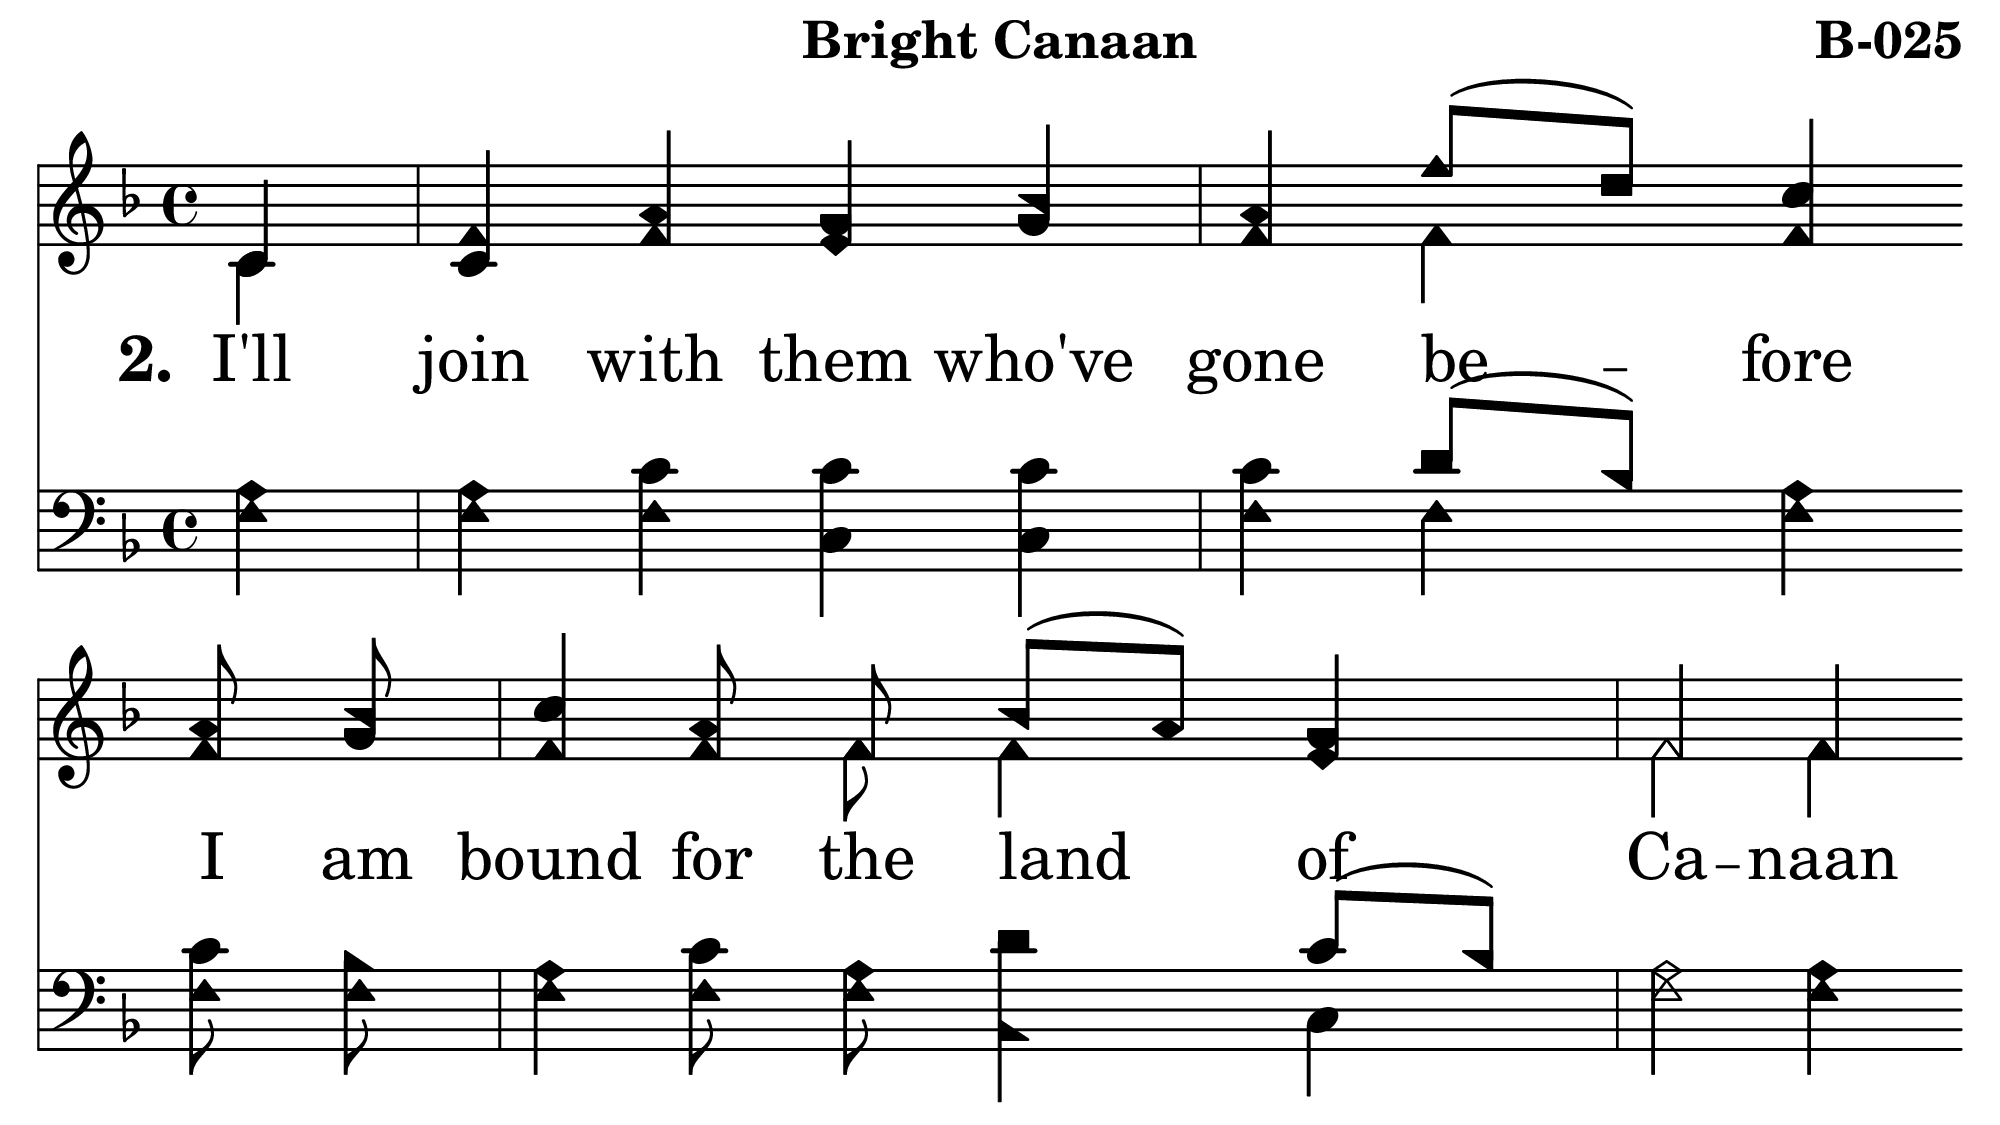 Bright Canaan B-025
2. I'll join with them who've gone be – fore
I am bound for the land of Ca – naan